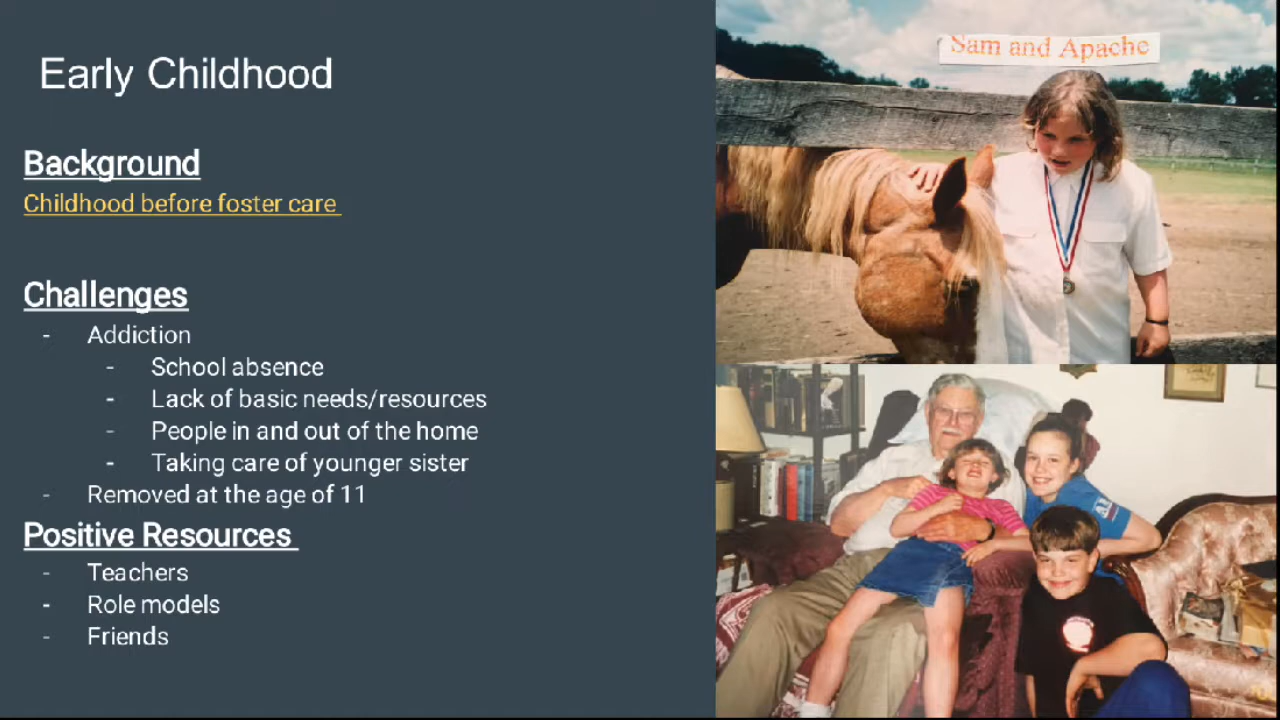 Early Childhood
Background
Childhood before foster care
Challenges
- Addiction
- School absence
- Lack of basic needs/resources
- People in and out of the home
- Taking care of younger sister
- Removed at the age of 11
Positive Resources
- Teachers
- Role models
- Friends
Sam and Apache